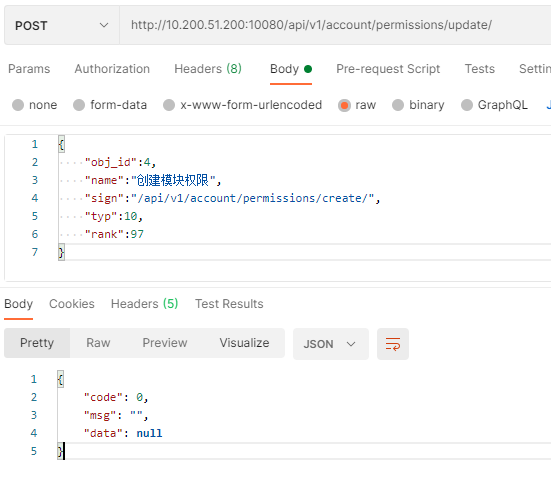 POST http://10.200.51.200:10080/api/v1/account/permissions/update/
Params Authorization Headers (8) Body Pre-request Script Tests
none form-data x-www-form-urlencoded raw binary GraphQL
1 {
2 "obj_id":4,
3 "name":"创建模块权限",
4 "sign":"/api/v1/account/permissions/create/",
5 "typ":10,
6 "rank":97
7 }
Body Cookies Headers (5) Test Results
Pretty Raw Preview Visualize JSON
1 {
2 "code": 0,
3 "msg": "",
4 "data": null
5 }